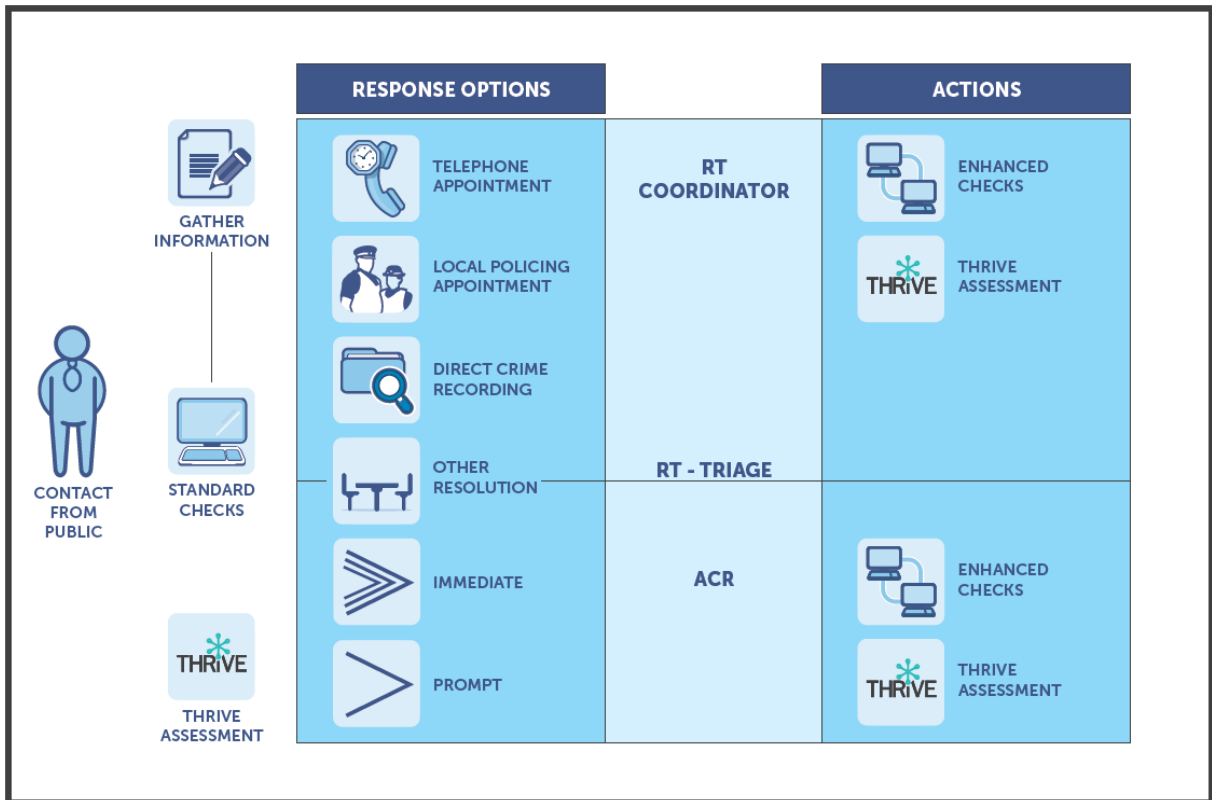 RESPONSE OPTIONS
ACTIONS
CONTACT
FROM
PUBLIC
GATHER
INFORMATION
STANDARD
CHECKS
THRiVE
THRIVE
ASSESSMENT
TELEPHONE
APPOINTMENT
LOCAL POLICING
APPOINTMENT
DIRECT CRIME
RECORDING
OTHER
RESOLUTION
IMMEDIATE
PROMPT
RT
COORDINATOR
RT - TRIAGE
ACR
ENHANCED
CHECKS
THRiVE
THRIVE
ASSESSMENT
ENHANCED
CHECKS
THRiVE
THRIVE
ASSESSMENT